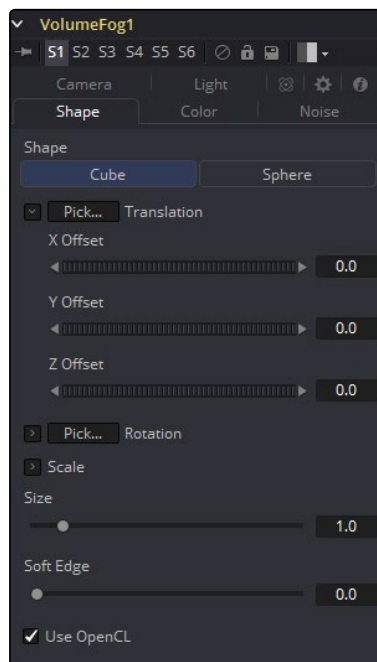 VolumeFog1
S1 S2 S3 S4 S5 S6
Camera Light
Shape Color Noise
Shape
Cube Sphere
Pick... Translation
X Offset
0.0
Y Offset
0.0
Z Offset
0.0
Pick... Rotation
Scale
Size
1.0
Soft Edge
0.0
Use OpenCL